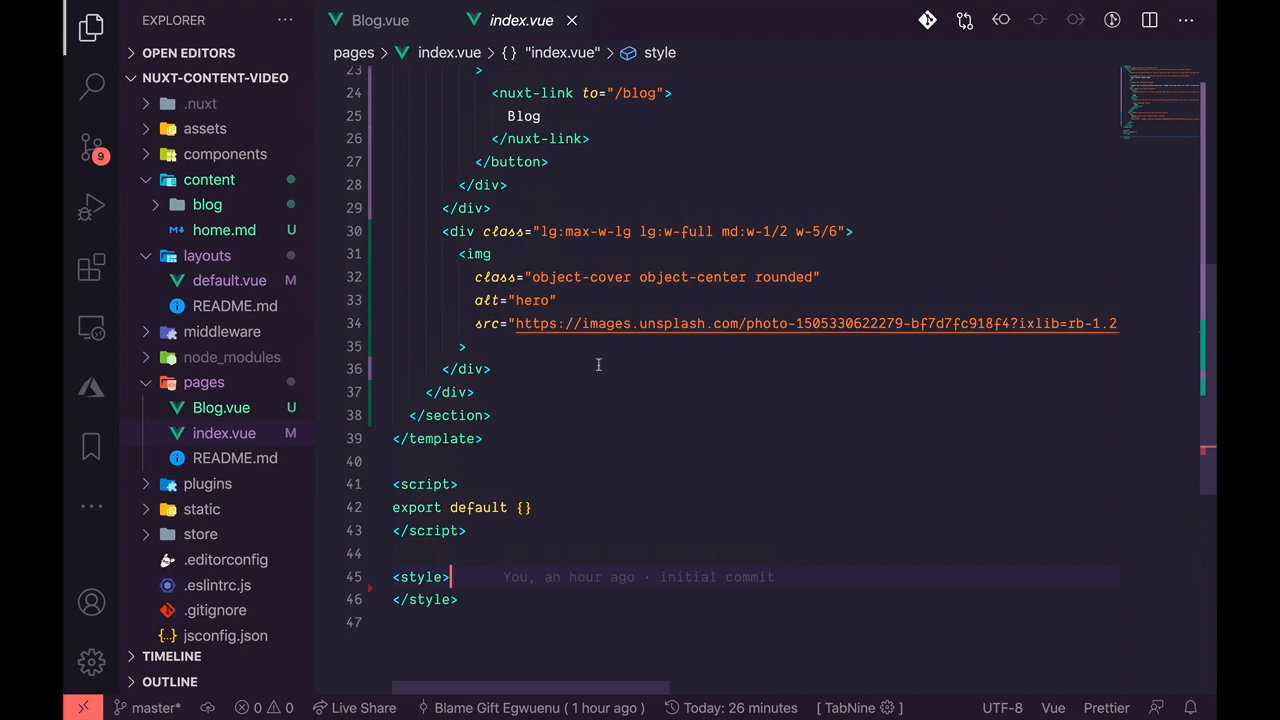 EXPLORER
OPEN EDITORS
NUXT-CONTENT-VIDEO
.nuxt
assets
components
content
blog
home.md
layouts
default.vue M
README.md
middleware
node_modules
pages
Blog.vue U
index.vue M
README.md
plugins
static
store
.editorconfig
.eslintrc.js
.gitignore
jsconfig.json
TIMELINE
OUTLINE
9
Blog.vue
index.vue
pages > index.vue > {} "index.vue" > style
23 >
24 <nuxt-link to="/blog">
25 Blog
26 </nuxt-link>
27 </button>
28 </div>
29 </div>
30 <div class="lg:max-w-lg lg:w-full md:w-1/2 w-5/6">
31 <img
32 class="object-cover object-center rounded"
33 alt="hero"
34 src="https://images.unsplash.com/photo-1505330622279-bf7d7fc918f4?ixlib=rb-1.2
35 >
36 </div>
37 </div>
38 </section>
39 </template>
40
41 <script>
42 export default {}
43 </script>
44
45 <style> You, an hour ago · initial commit
46 </style>
47
master* 0 0 Live Share Blame Gift Egwuenu ( 1 hour ago ) Today: 26 minutes [ TabNine ] UTF-8 Vue Prettier